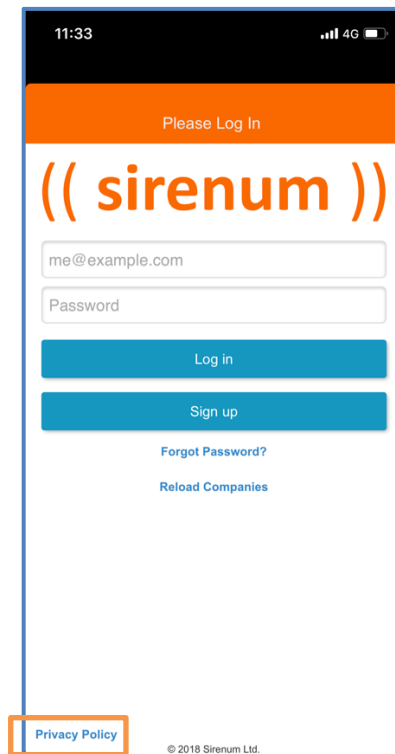 11:33 4G
Please Log In
(( sirenum ))
me@example.com
Password
Log in
Sign up
Forgot Password?
Reload Companies
Privacy Policy
© 2018 Sirenum Ltd.